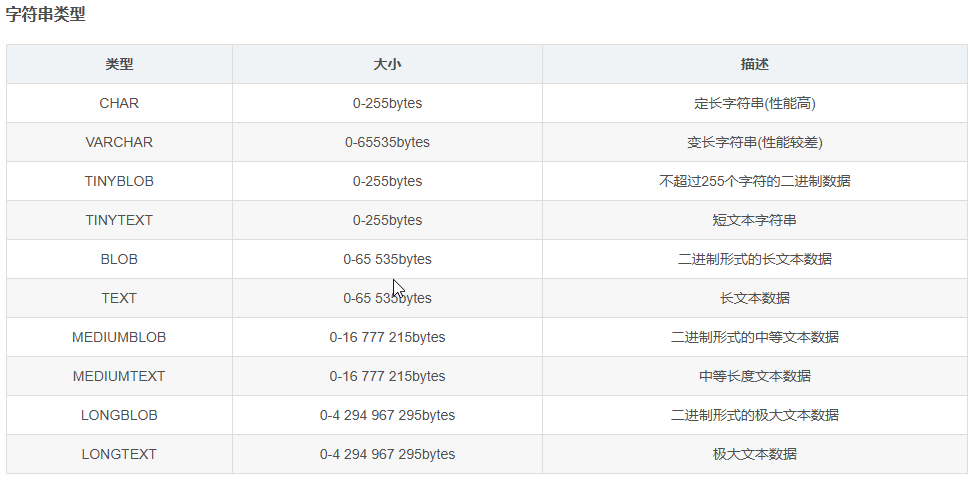 字符串类型
类型 大小 描述
CHAR 0-255bytes 定长字符串(性能高)
VARCHAR 0-65535bytes 变长字符串(性能较差)
TINYBLOB 0-255bytes 不超过255个字符的二进制数据
TINYTEXT 0-255bytes 短文本字符串
BLOB 0-65 535bytes 二进制形式的长文本数据
TEXT 0-65 535bytes 长文本数据
MEDIUMBLOB 0-16 777 215bytes 二进制形式的中等文本数据
MEDIUMTEXT 0-16 777 215bytes 中等长度文本数据
LONGBLOB 0-4 294 967 295bytes 二进制形式的极大文本数据
LONGTEXT 0-4 294 967 295bytes 极大文本数据